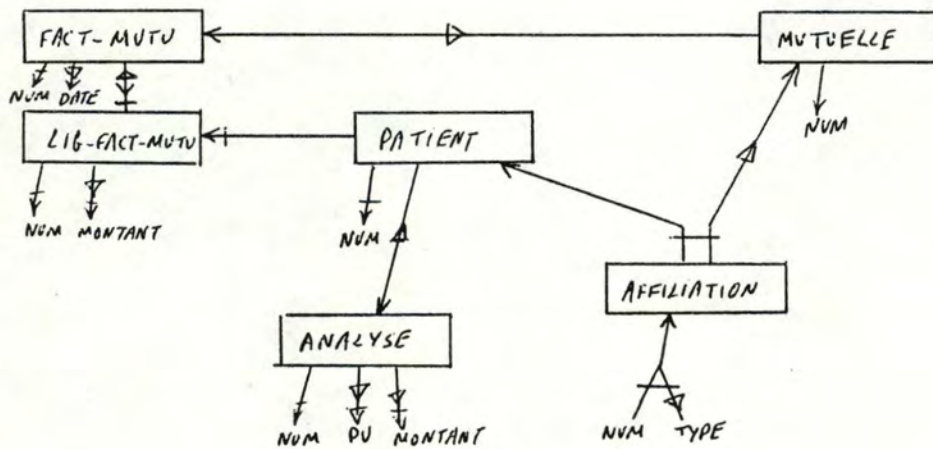 FACT-MUTU
MUTUELLE
NUM DATE
LIG-FACT-MUTU
PATIENT
NUM
NUM MONTANT
NUM
AFFILIATION
ANALYSE
NUM PU MONTANT
NUM TYPE